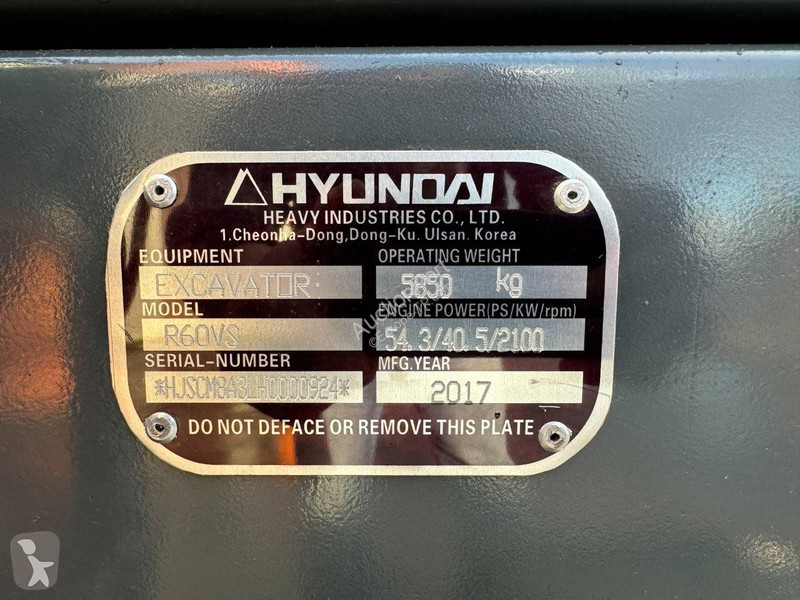 HYUNDAI
HEAVY INDUSTRIES CO., LTD.
1.Cheonha-Dong,Dong-Ku. Ulsan. Korea
EQUIPMENT
EXCAVATOR
OPERATING WEIGHT
5850 kg
MODEL
R60VS
ENGINE POWER(PS/KW/rpm)
54.3/40.5/2100
SERIAL-NUMBER
MFG.YEAR
2017
DO NOT DEFACE OR REMOVE THIS PLATE